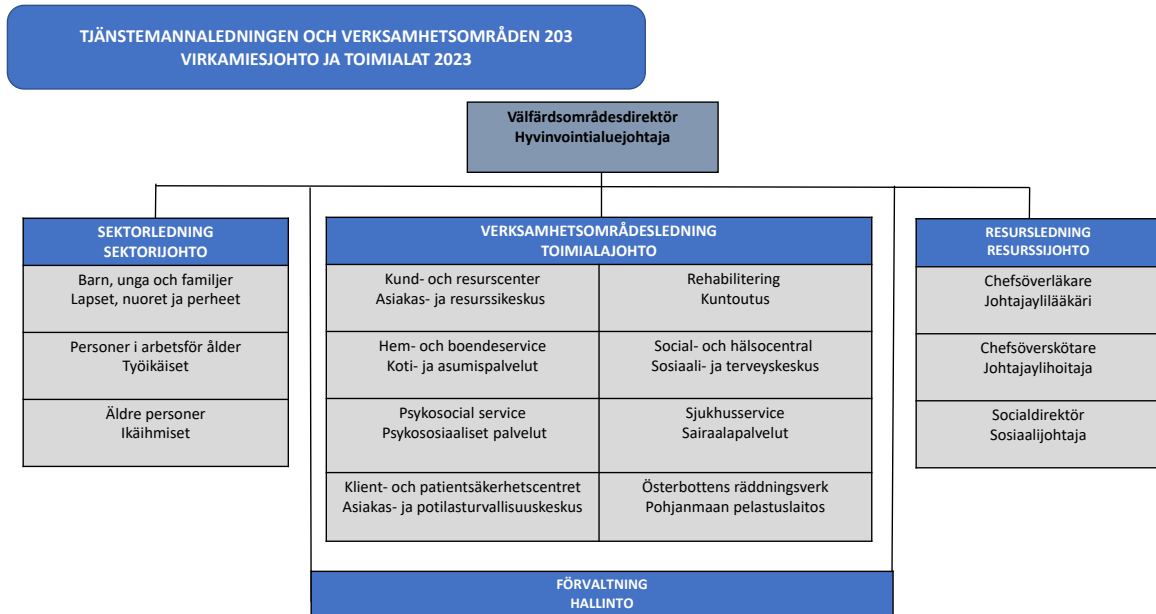 TJÄNSTEMANNALEDNINGEN OCH VERKSAMHETSOMRÅDEN 203
VIRKAMIESJOHTO JA TOIMIALAT 2023
Välfärdsområdesdirektör
Hyvinvointialuejohtaja
SEKTORLEDNING
SEKTORIJOHTO
Barn, unga och familjer
Lapset, nuoret ja perheet
Personer i arbetsför ålder
Työikäiset
Äldre personer
Ikäihmiset
VERKSAMHETSOMRÅDESLEDNING
TOIMIALAJOHTO
Kund- och resurscenter
Asiakas- ja resurssikeskus
Rehabilitering
Kuntoutus
Hem- och boendeservice
Koti- ja asumispalvelut
Social- och hälsocentral
Sosiaali- ja terveyskeskus
Psykosocial service
Psykososiaaliset palvelut
Sjukhusservice
Sairaalapalvelut
Klient- och patientsäkerhetscentret
Asiakas- ja potilasturvallisuuskeskus
Österbottens räddningsverk
Pohjanmaan pelastuslaitos
RESURSLEDNING
RESURSSIJOHTO
Chefsöverläkare
Johtajaylilääkäri
Chefsöverskötare
Johtajaylihoitaja
Socialdirektör
Sosiaalijohtaja
FÖRVALTNING
HALLINTO